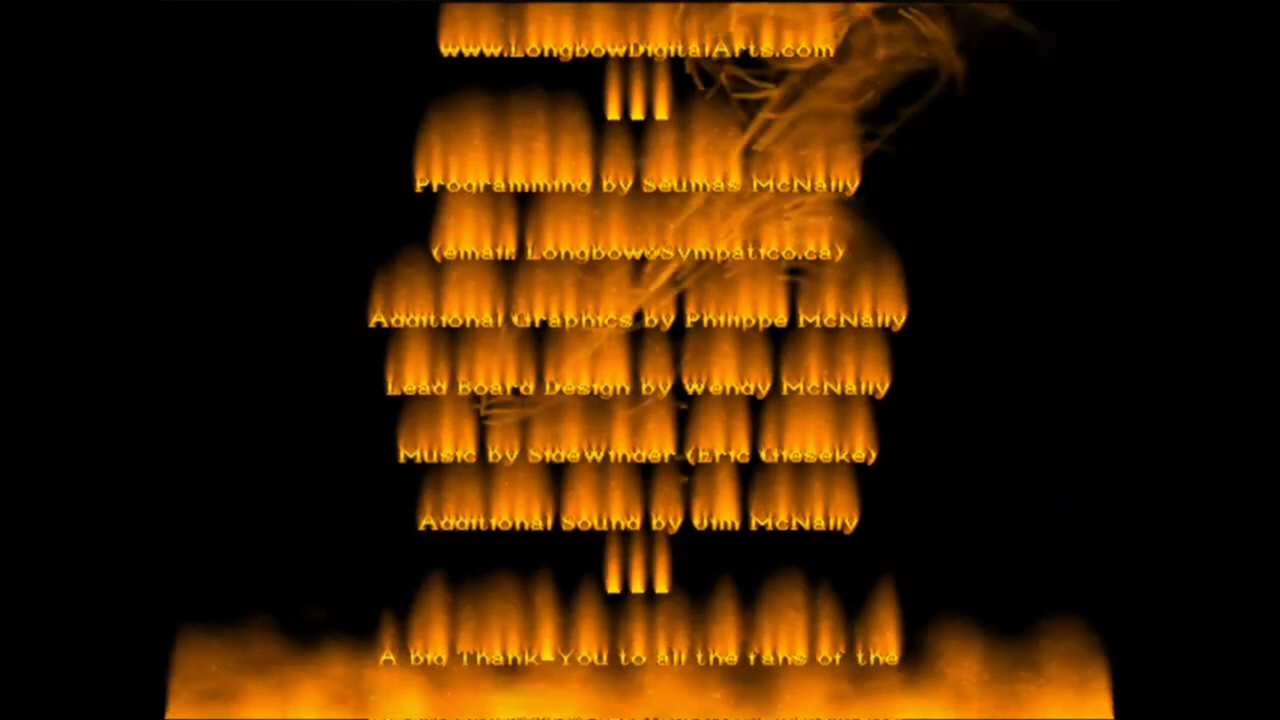 www.LongbowDigitalArts.com
...
Programming by Seumas McNally
(email: Longbow@Sympatico.ca)
Additional Graphics by Philippe McNally
Lead Board Design by Wendy McNally
Music by SideWinder (Eric Gieseke)
Additional Sound by Jim McNally
...
A big Thank-You to all the fans of the